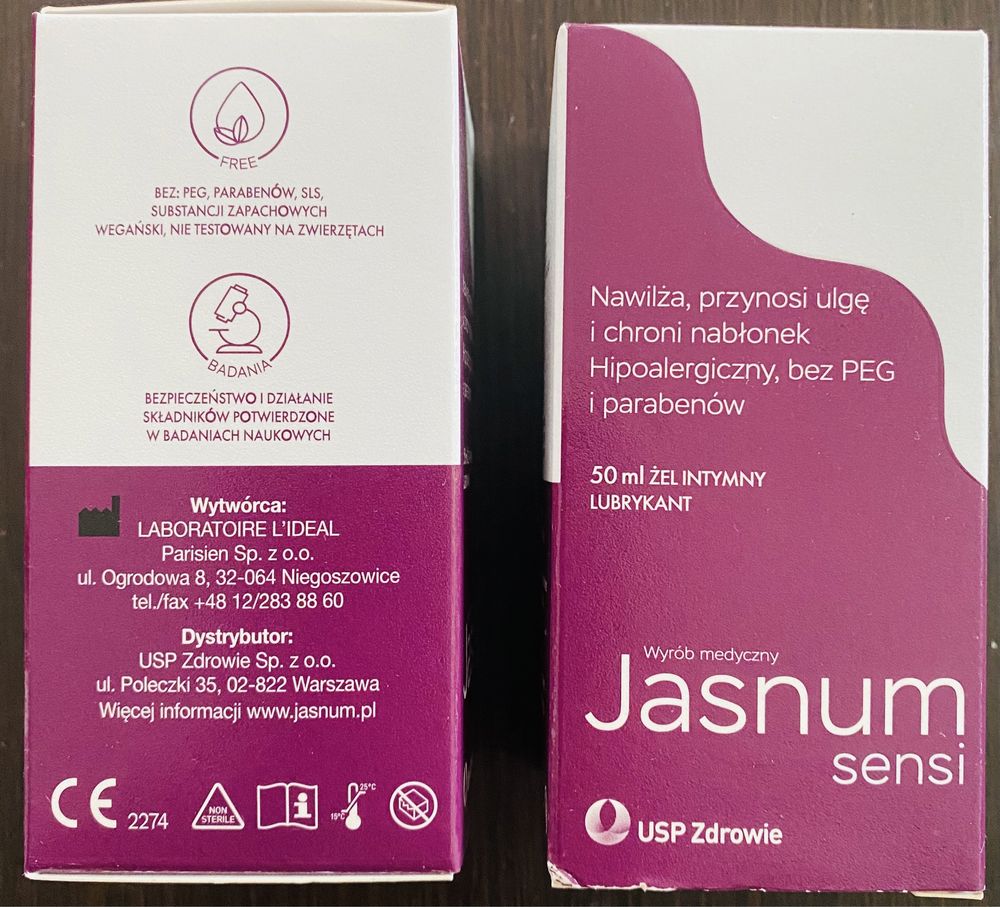 FREE
BEZ: PEG, PARABENÓW, SLS,
SUBSTANCJI ZAPACHOWYCH
WEGAŃSKI, NIE TESTOWANY NA ZWIERZĘTACH
BADANIA
BEZPIECZEŃSTWO I DZIAŁANIE
SKŁADNIKÓW POTWIERDZONE
W BADANIACH NAUKOWYCH
Wytwórca:
LABORATOIRE L'IDEAL
Parisien Sp. z o.o.
ul. Ogrodowa 8, 32-064 Niegoszowice
tel./fax +48 12/283 88 60
Dystrybutor:
USP Zdrowie Sp. z o.o.
ul. Poleczki 35, 02-822 Warszawa
Więcej informacji www.jasnum.pl
CE 2274
NON
STERILE
15°C
25°C
Nawilża, przynosi ulgę
i chroni nabłonek
Hipoalergiczny, bez PEG
i parabenów
50 ml ŻEL INTYMNY
LUBRYKANT
Wyrób medyczny
Jasnum
sensi
USP Zdrowie